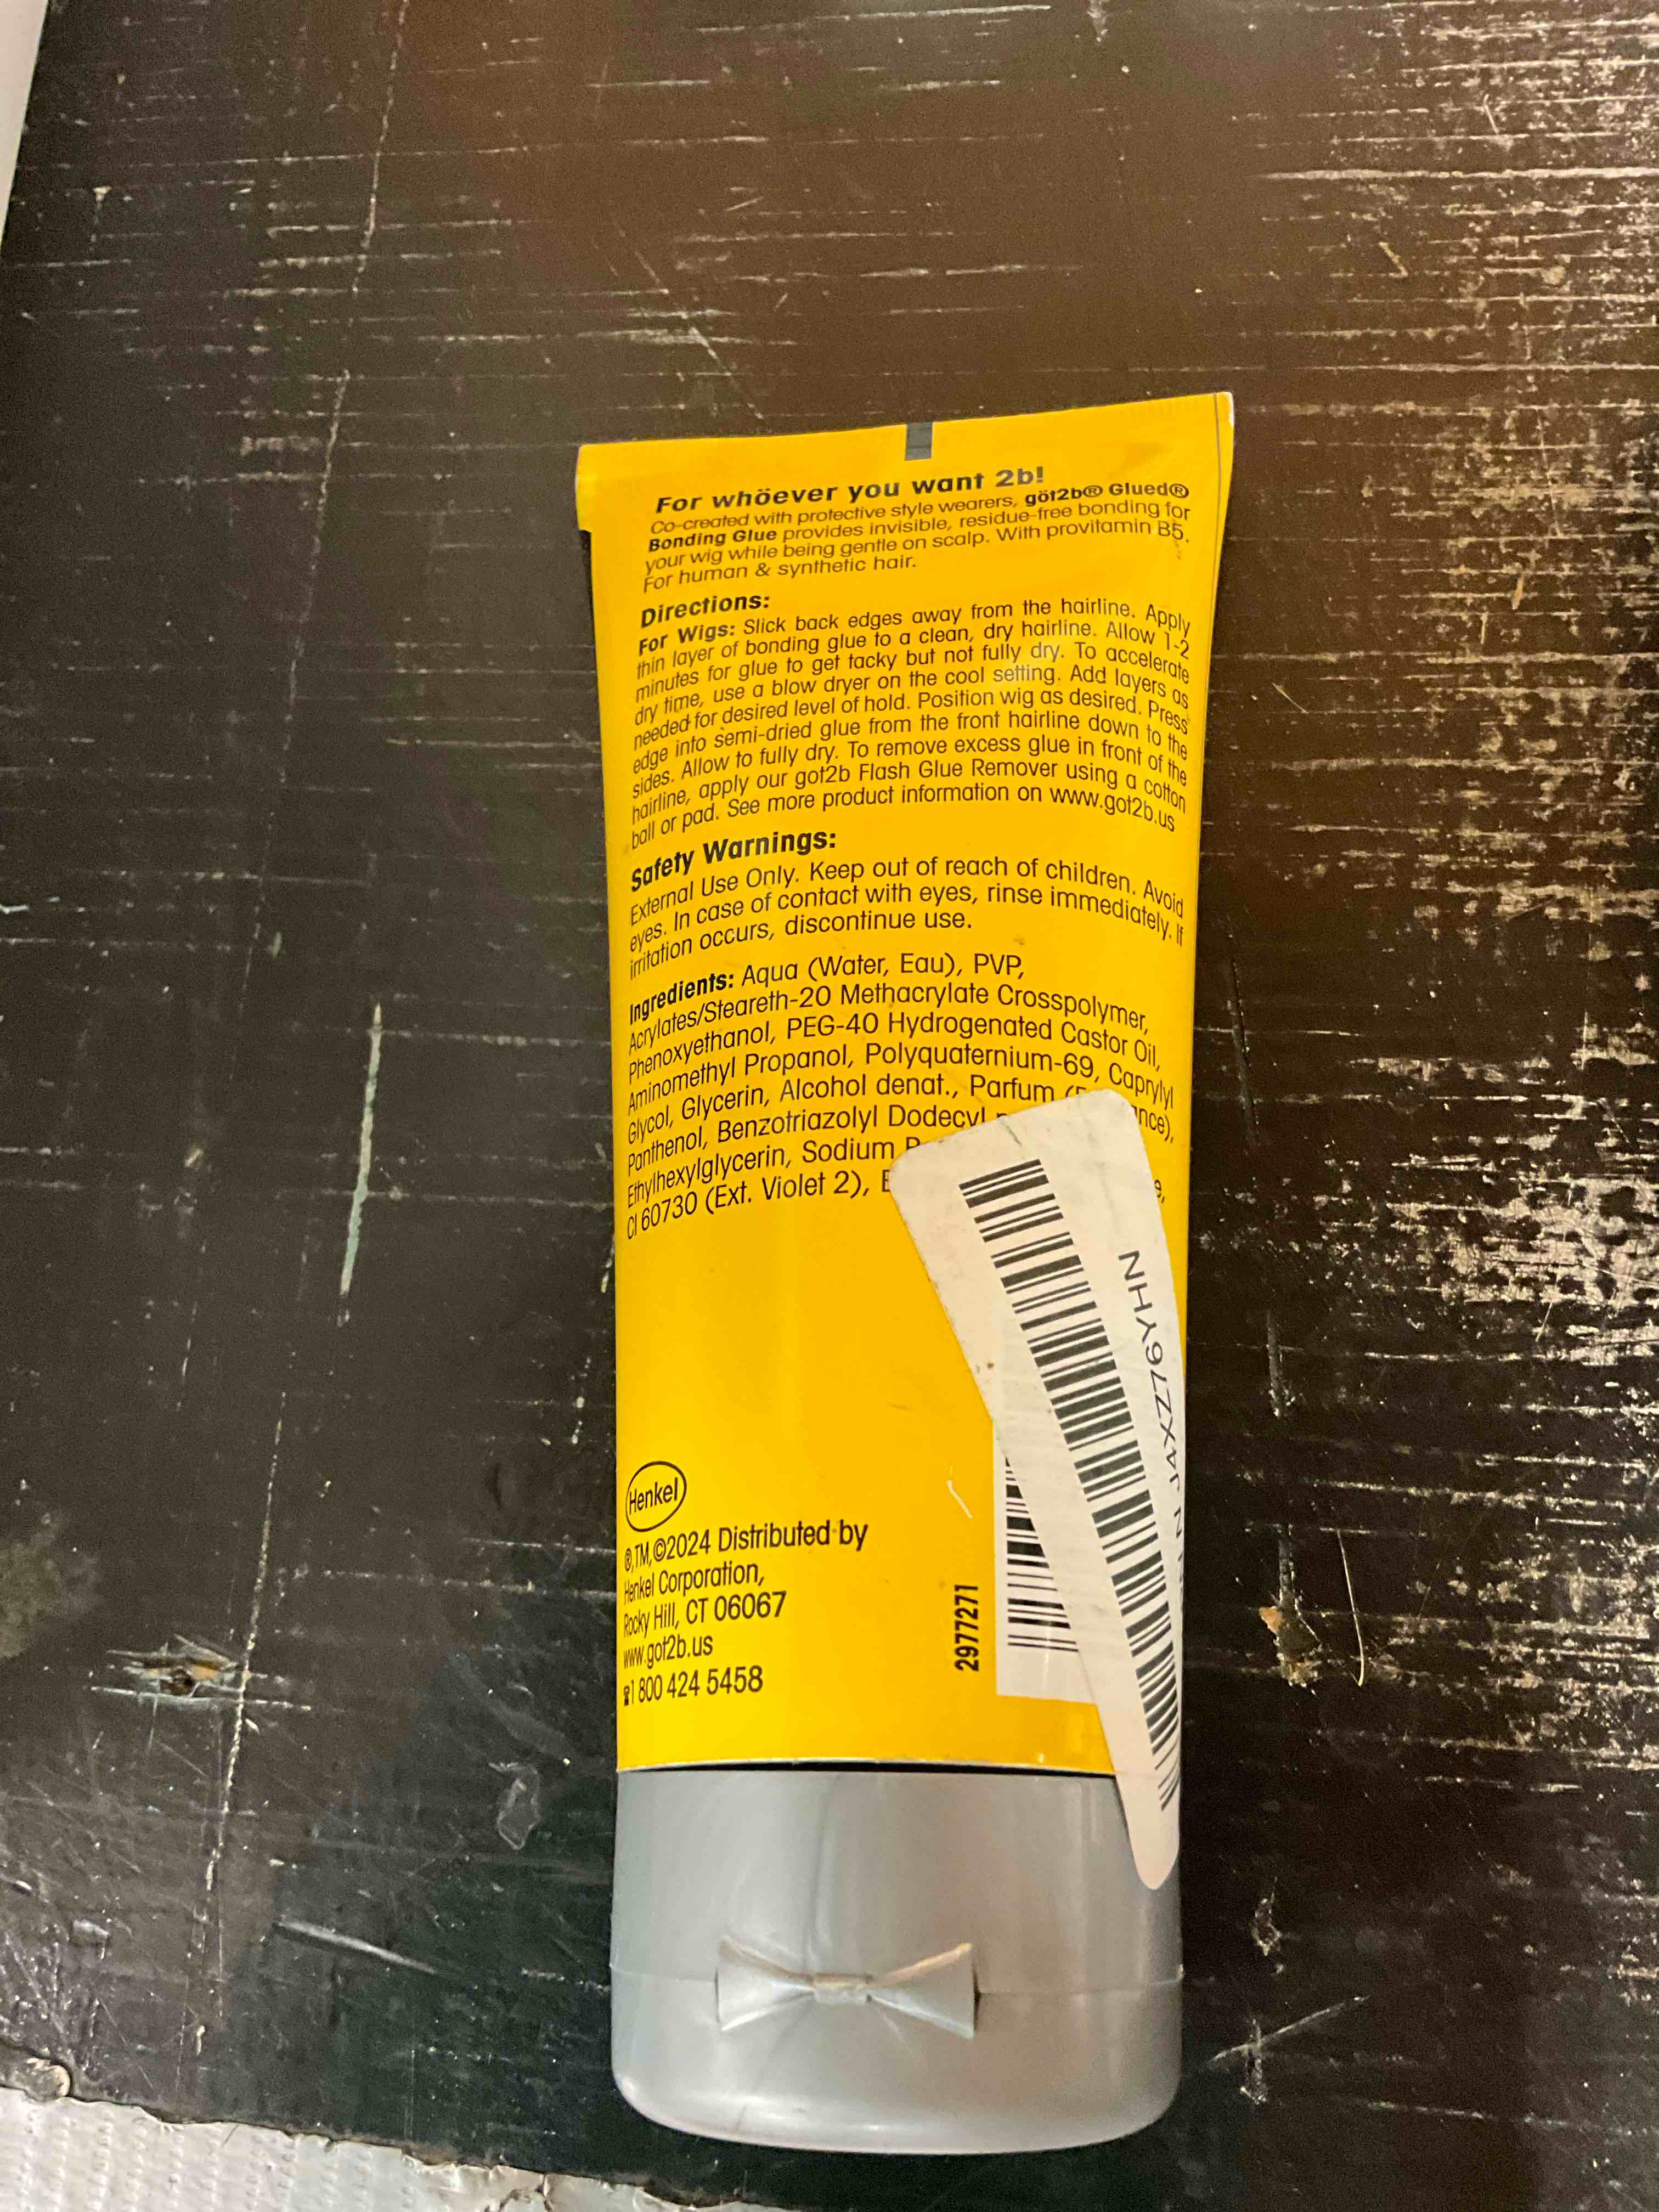 For whöever you want 2b!
Co-created with protective style wearers, göt2b® Glued®
Bonding Glue provides invisible, residue-free bonding for
your wig while being gentle on scalp. With provitamin B5.
For human & synthetic hair.
Directions:
For Wigs: Slick back edges away from the hairline. Apply
thin layer of bonding glue to a clean, dry hairline. Allow 1-2
minutes for glue to get tacky but not fully dry. To accelerate
dry time, use a blow dryer on the cool setting. Add layers as
needed for desired level of hold. Position wig as desired. Press
edge into semi-dried glue from the front hairline down to the
sides. Allow to fully dry. To remove excess glue in front of the
hairline, apply our got2b Flash Glue Remover using a cotton
ball or pad. See more product information on www.got2b.us
Safety Warnings:
External Use Only. Keep out of reach of children. Avoid
eyes. In case of contact with eyes, rinse immediately. If
irritation occurs, discontinue use.
Ingredients: Aqua (Water, Eau), PVP,
Acrylates/Steareth-20 Methacrylate Crosspolymer,
Phenoxyethanol, PEG-40 Hydrogenated Castor Oil,
Aminomethyl Propanol, Polyquaternium-69, Caprylyl
Glycol, Glycerin, Alcohol denat., Parfum
Panthenol, Benzotriazolyl Dodecyl
Ethylhexylglycerin, Sodium
CI 60730 (Ext. Violet 2),
J4XZ76YHN
Henkel
®,TM,©2024 Distributed by
Henkel Corporation,
Rocky Hill, CT 06067
www.got2b.us
1 800 424 5458
2977271